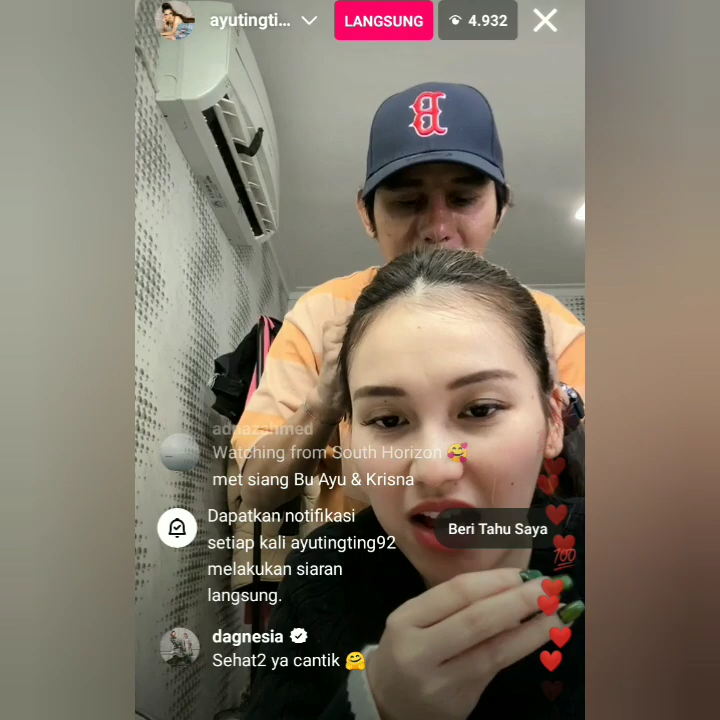 ayutingti...
LANGSUNG
4.932
B
adnazahmed
Watching from South Horizon 🥰
met siang Bu Ayu & Krisna
Dapatkan notifikasi
setiap kali ayutingting92
melakukan siaran
langsung.
Beri Tahu Saya
💯
dagnesia
Sehat2 ya cantik 🤗